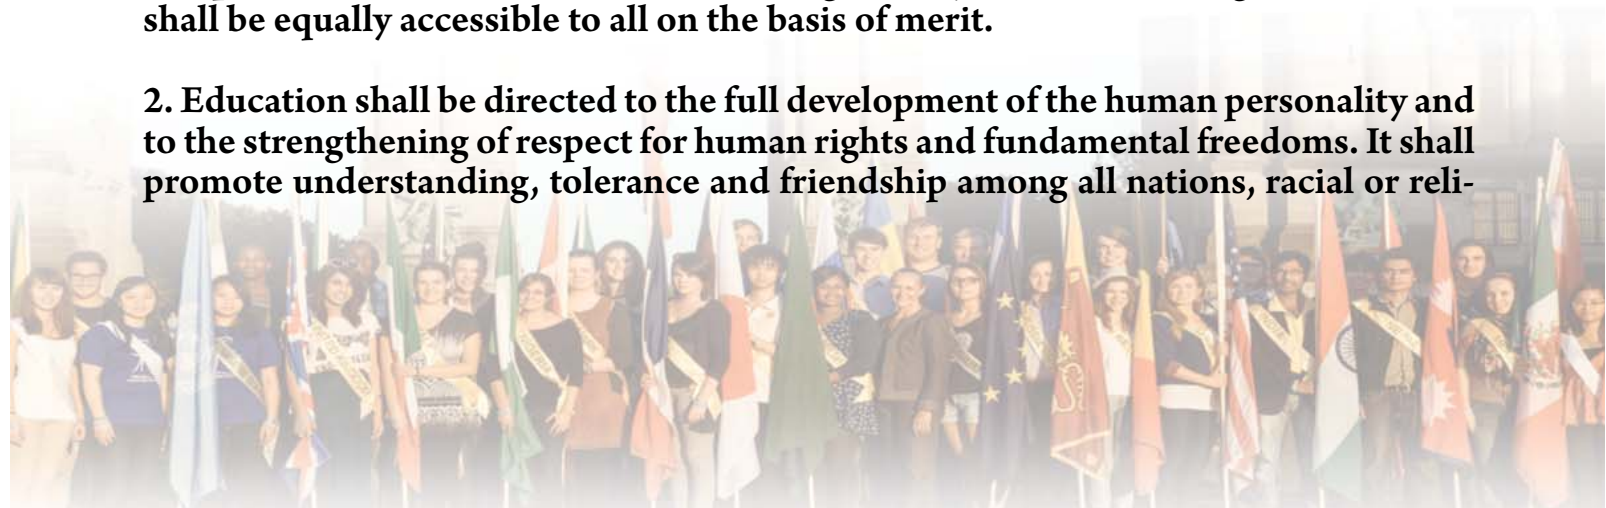 shall be equally accessible to all on the basis of merit.
2. Education shall be directed to the full development of the human personality and
to the strengthening of respect for human rights and fundamental freedoms. It shall
promote understanding, tolerance and friendship among all nations, racial or reli-